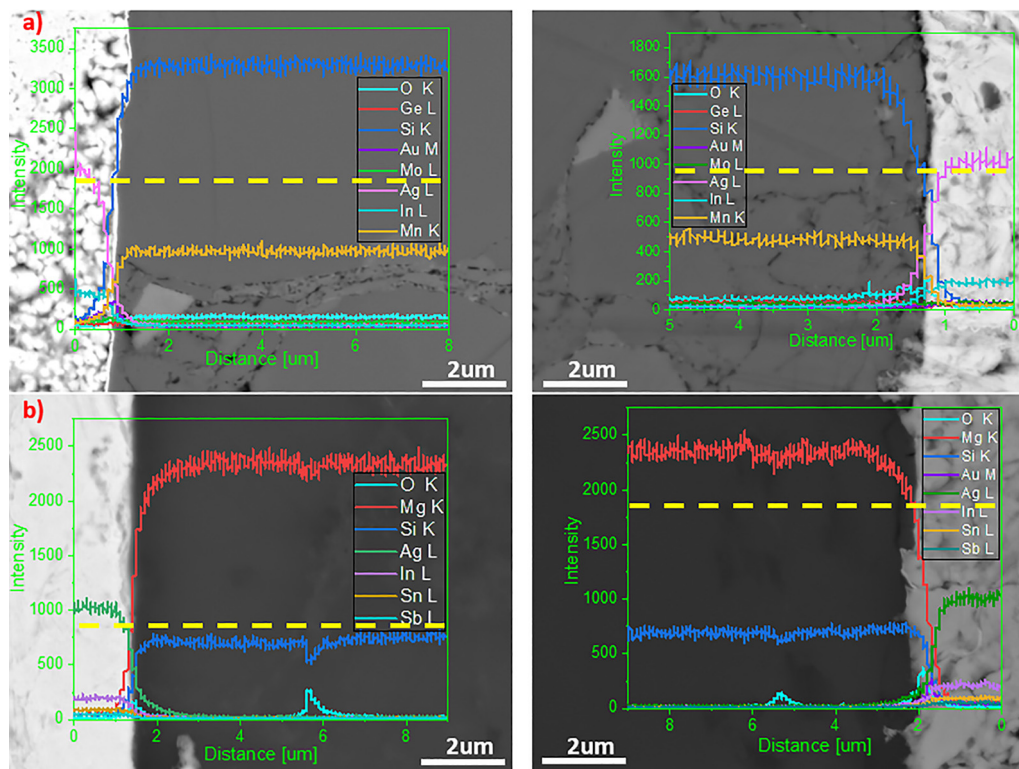 a)
3500
3000
2500
2000
1500
1000
500
0
Intensity
O K
Ge L
Si K
Au M
Mo L
Ag L
In L
Mn K
0 2 4 6 8
Distance [um]
2um
1800
1600
1400
1200
1000
800
600
400
200
0
Intensity
O K
Ge L
Si K
Au M
Mo L
Ag L
In L
Mn K
5 4 3 2 1 0
Distance [um]
2um
b)
2500
2000
1500
1000
500
0
Intensity
O K
Mg K
Si K
Ag L
In L
Sn L
Sb L
0 2 4 6 8
Distance [um]
2um
2500
2000
1500
1000
500
0
Intensity
O K
Mg K
Si K
Au M
Ag L
In L
Sn L
Sb L
8 6 4 2 0
Distance [um]
2um